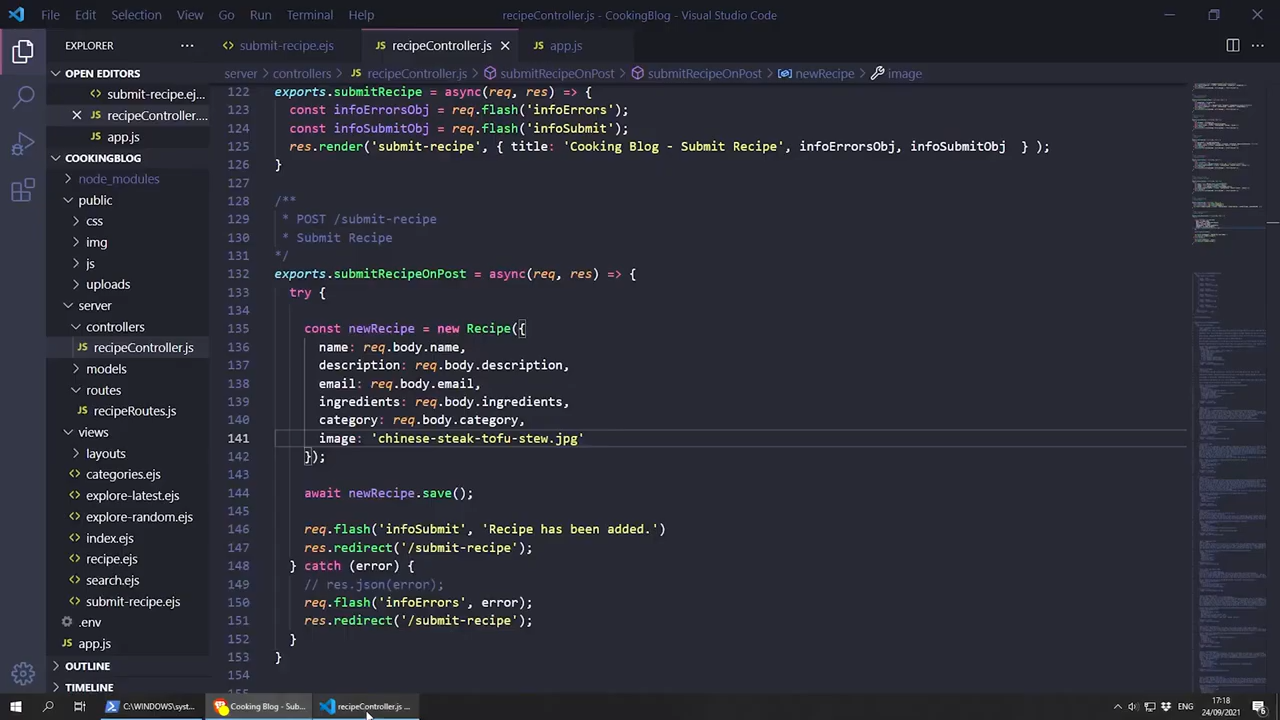 File Edit Selection View Go Run Terminal Help
recipeController.js - CookingBlog - Visual Studio Code
EXPLORER
submit-recipe.ejs
recipeController.js
app.js
OPEN EDITORS
submit-recipe.ej...
cipeController....
app.js
COOKINGBLOG
css
img
js
uploads
server
controllers
recipeController.js
models
routes
recipeRoutes.js
views
layouts
categories.ejs
explore-latest.ejs
explore-random.ejs
index.ejs
search.ejs
submit-recipe.ejs
.env
app.js
OUTLINE
TIMELINE
server controllers recipeController.js submitRecipeOnPost submitRecipeOnPost newRecipe image
122 exports.submitRecipe = async(req, res) => {
123 const infoErrorsObj = req.flash('infoErrors');
124 const infoSubmitObj = req.flash('infoSubmit');
125 res.render('submit-recipe', 'Cooking Blog - Submit Recipe', infoErrorsObj, infoSubmitObj } );
126 }
127
128 /**
129 * POST /submit-recipe
130 * Submit Recipe
131 */
132 exports.submitRecipeOnPost = async(req, res) => {
133 try {
134
135 const newRecipe = new Recipe({
136 name: req.body.name,
137 description: req.body.description,
138 email: req.body.email,
139 ingredients: req.body.ingredients,
140 category: req.body.category,
141 image: 'chinese-steak-tofu-stew.jpg'
142 });
143
144 await newRecipe.save();
145
146 req.flash('infoSubmit', 'Recipe has been added.')
147 res.redirect('/submit-recipe');
148 } catch (error) {
149 // res.json(error);
150 req.flash('infoErrors', error);
151 res.redirect('/submit-recipe');
152 }
153 }
154
155
C:\WINDOWS\syst...
Cooking Blog - Sub...
recipeController.js ...
ENG
17:18
24/09/2021